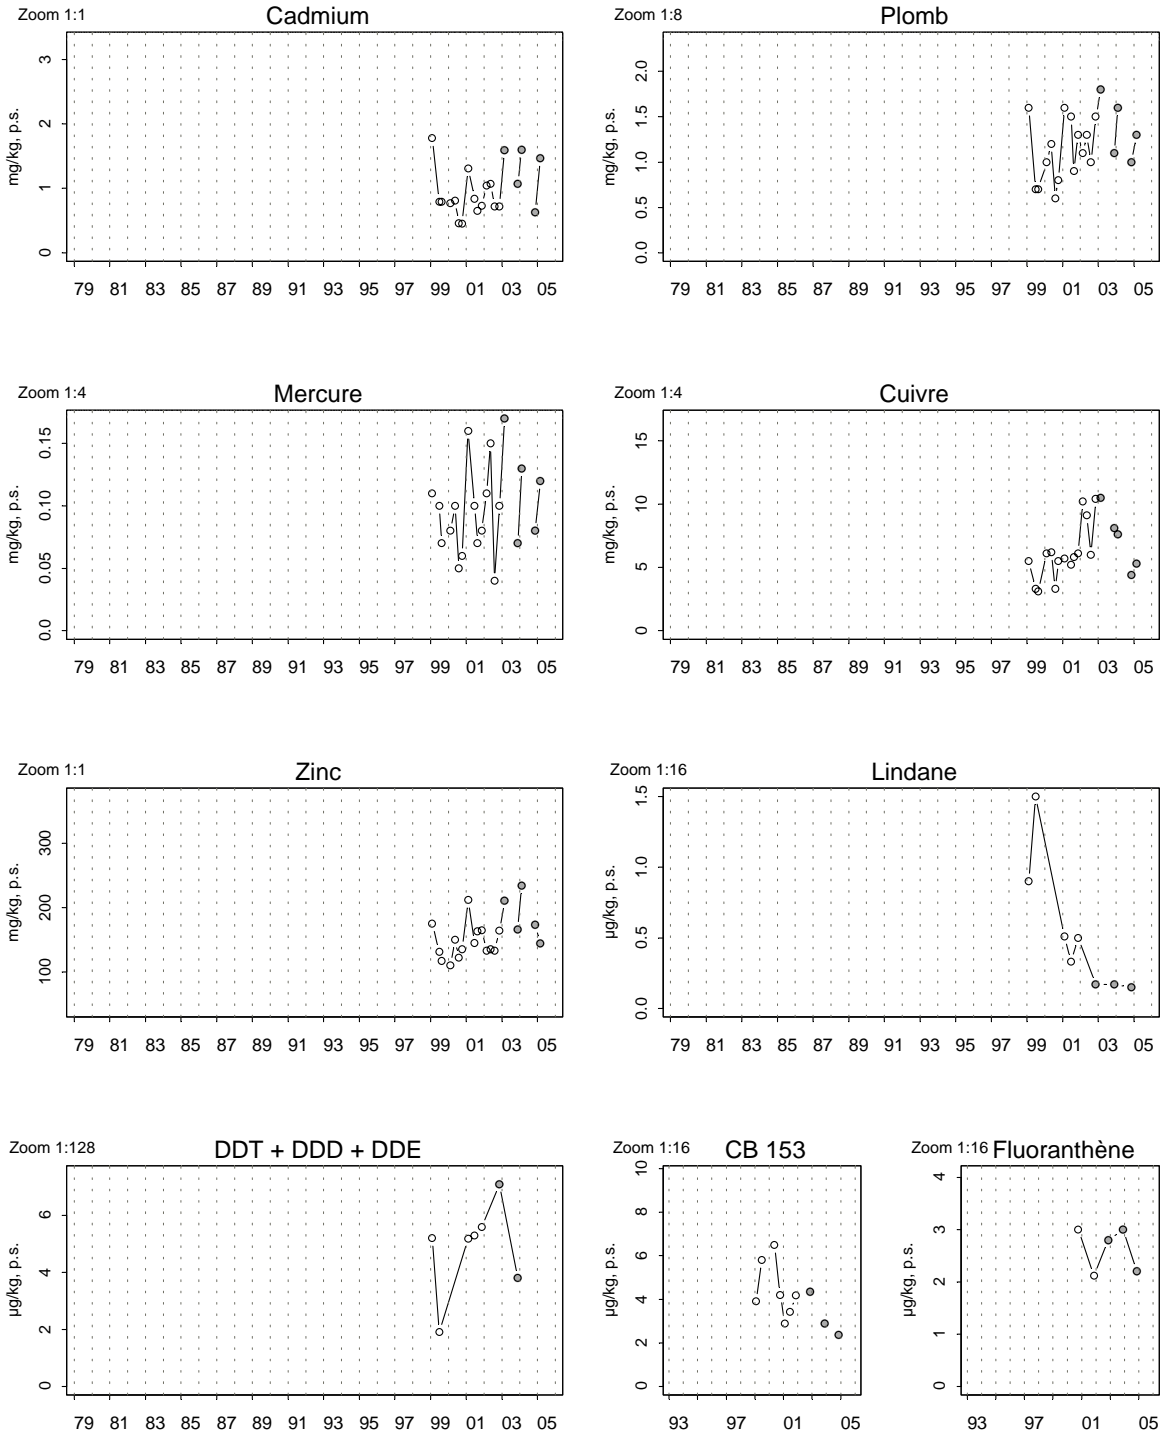 Zoom 1:1
Cadmium
mg/kg, p.s.
3
2
1
0
79 81 83 85 87 89 91 93 95 97 99 01 03 05
Zoom 1:8
Plomb
mg/kg, p.s.
2.0
1.5
1.0
0.5
0.0
79 81 83 85 87 89 91 93 95 97 99 01 03 05
Zoom 1:4
Mercure
mg/kg, p.s.
0.15
0.10
0.05
0.0
79 81 83 85 87 89 91 93 95 97 99 01 03 05
Zoom 1:4
Cuivre
mg/kg, p.s.
15
10
5
0
79 81 83 85 87 89 91 93 95 97 99 01 03 05
Zoom 1:1
Zinc
mg/kg, p.s.
300
200
100
79 81 83 85 87 89 91 93 95 97 99 01 03 05
Zoom 1:16
Lindane
µg/kg, p.s.
1.5
1.0
0.5
0.0
79 81 83 85 87 89 91 93 95 97 99 01 03 05
Zoom 1:128
DDT + DDD + DDE
µg/kg, p.s.
6
4
2
0
79 81 83 85 87 89 91 93 95 97 99 01 03 05
Zoom 1:16
CB 153
µg/kg, p.s.
10
8
6
4
2
0
93 97 01 05
Zoom 1:16
Fluoranthène
µg/kg, p.s.
4
3
2
1
0
93 97 01 05